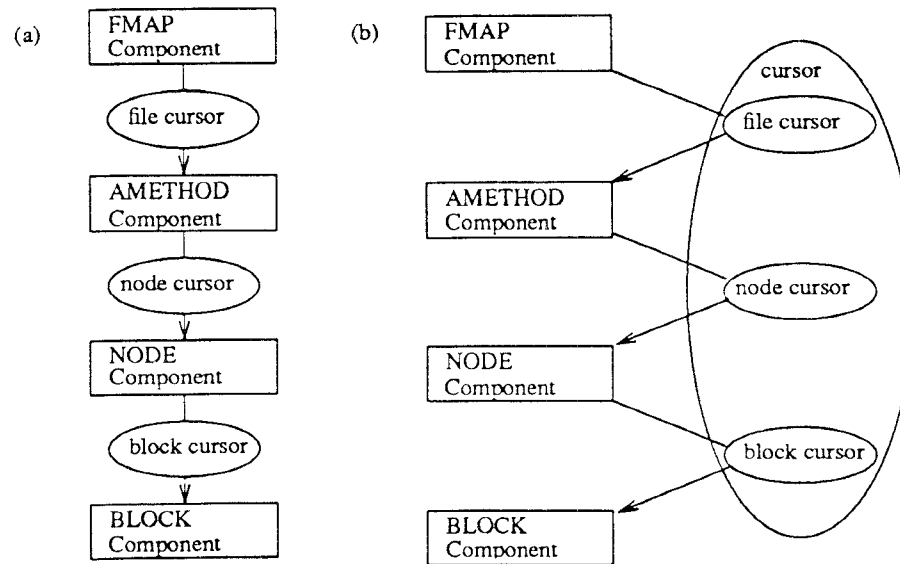 (a)
FMAP
Component
file cursor
AMETHOD
Component
node cursor
NODE
Component
block cursor
BLOCK
Component
(b)
FMAP
Component
cursor
file cursor
AMETHOD
Component
node cursor
NODE
Component
block cursor
BLOCK
Component